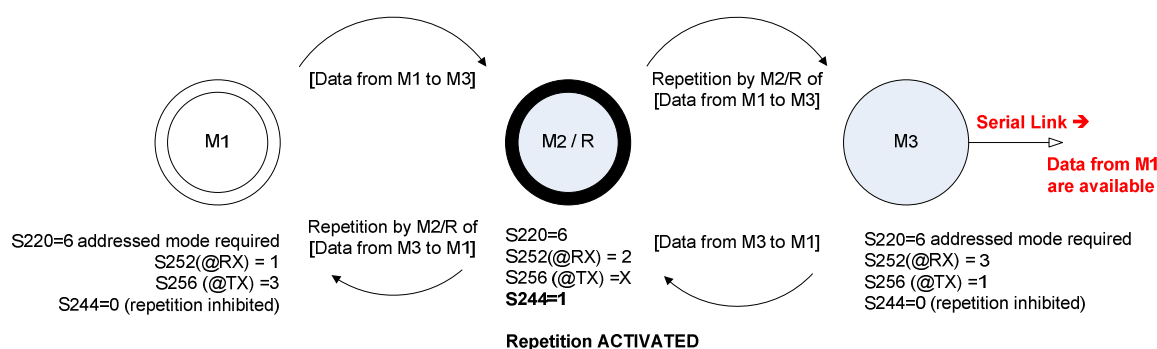 [Data from M1 to M3]
Repetition by M2/R of
[Data from M1 to M3]
M1
M2 / R
M3
Serial Link ➔
Data from M1
are available
S220=6 addressed mode required
S252(@RX) = 1
S256 (@TX) =3
S244=0 (repetition inhibited)
Repetition by M2/R of
[Data from M3 to M1]
S220=6
S252(@RX) = 2
S256 (@TX) =X
S244=1
Repetition ACTIVATED
[Data from M3 to M1]
S220=6 addressed mode required
S252(@RX) = 3
S256 (@TX) =1
S244=0 (repetition inhibited)